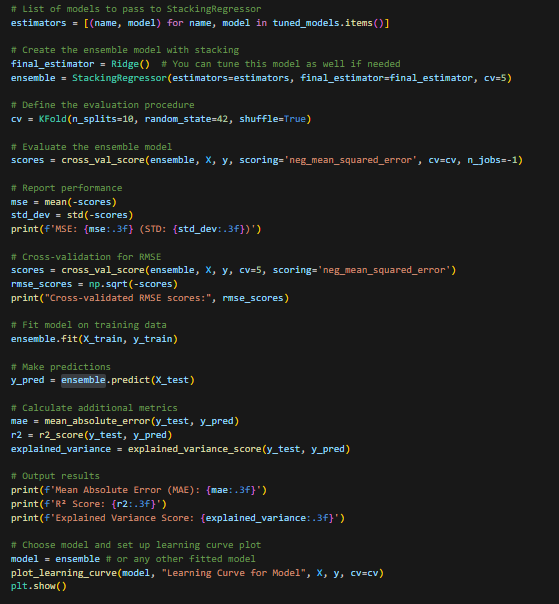 # List of models to pass to StackingRegressor
estimators = [(name, model) for name, model in tuned_models.items()]
# Create the ensemble model with stacking
final_estimator = Ridge()  # You can tune this model as well if needed
ensemble = StackingRegressor(estimators=estimators, final_estimator=final_estimator, cv=5)
# Define the evaluation procedure
cv = KFold(n_splits=10, random_state=42, shuffle=True)
# Evaluate the ensemble model
scores = cross_val_score(ensemble, X, y, scoring='neg_mean_squared_error', cv=cv, n_jobs=-1)
# Report performance
mse = mean(-scores)
std_dev = std(-scores)
print(f'MSE: {mse:.3f} (STD: {std_dev:.3f})')
# Cross-validation for RMSE
scores = cross_val_score(ensemble, X, y, cv=5, scoring='neg_mean_squared_error')
rmse_scores = np.sqrt(-scores)
print("Cross-validated RMSE scores:", rmse_scores)
# Fit model on training data
ensemble.fit(X_train, y_train)
# Make predictions
y_pred = ensemble.predict(X_test)
# Calculate additional metrics
mae = mean_absolute_error(y_test, y_pred)
r2 = r2_score(y_test, y_pred)
explained_variance = explained_variance_score(y_test, y_pred)
# Output results
print(f'Mean Absolute Error (MAE): {mae:.3f}')
print(f'R² Score: {r2:.3f}')
print(f'Explained Variance Score: {explained_variance:.3f}')
# Choose model and set up learning curve plot
model = ensemble # or any other fitted model
plot_learning_curve(model, "Learning Curve for Model", X, y, cv=cv)
plt.show()